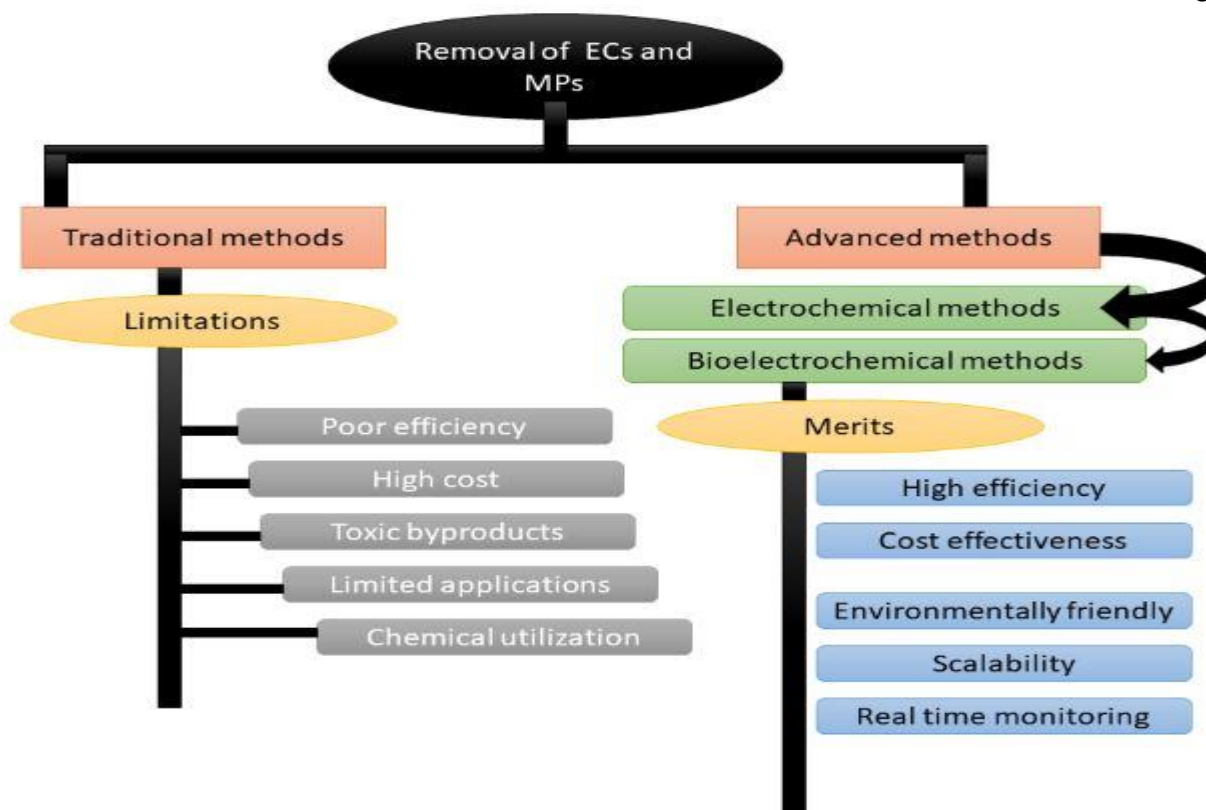 Removal of ECs and
MPs
Traditional methods
Limitations
Poor efficiency
High cost
Toxic byproducts
Limited applications
Chemical utilization
Advanced methods
Electrochemical methods
Bioelectrochemical methods
Merits
High efficiency
Cost effectiveness
Environmentally friendly
Scalability
Real time monitoring